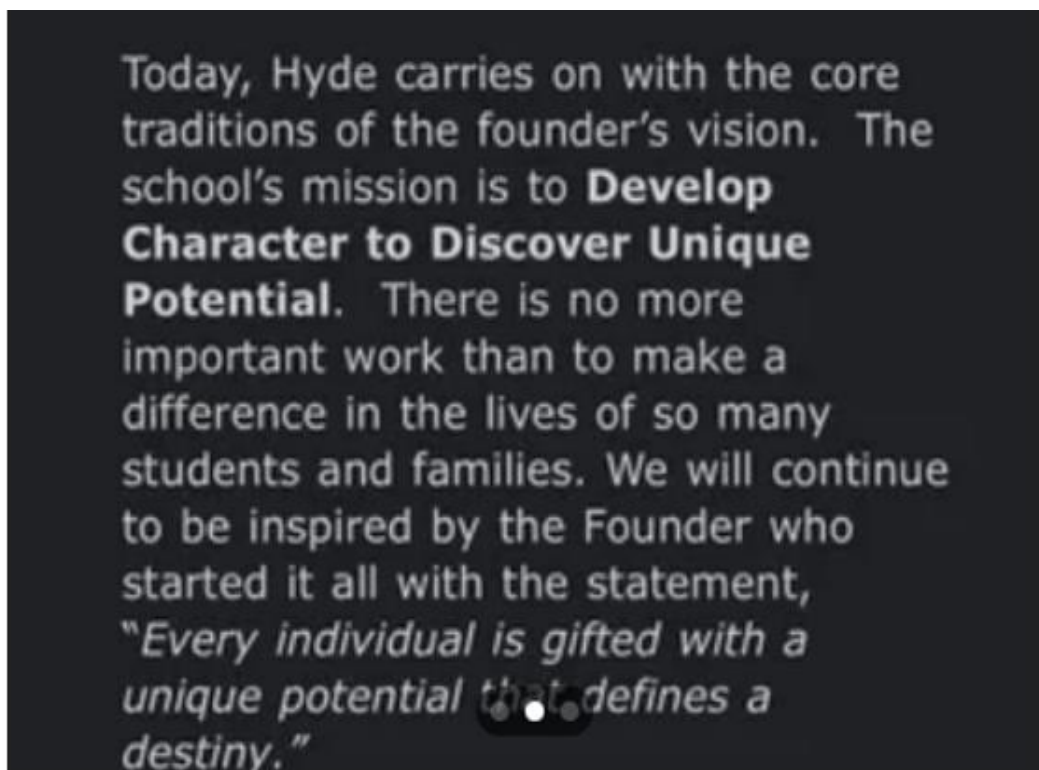 Today, Hyde carries on with the core
traditions of the founder’s vision.  The
school’s mission is to Develop
Character to Discover Unique
Potential.  There is no more
important work than to make a
difference in the lives of so many
students and families. We will continue
to be inspired by the Founder who
started it all with the statement,
“Every individual is gifted with a
unique potential that defines a
destiny.”